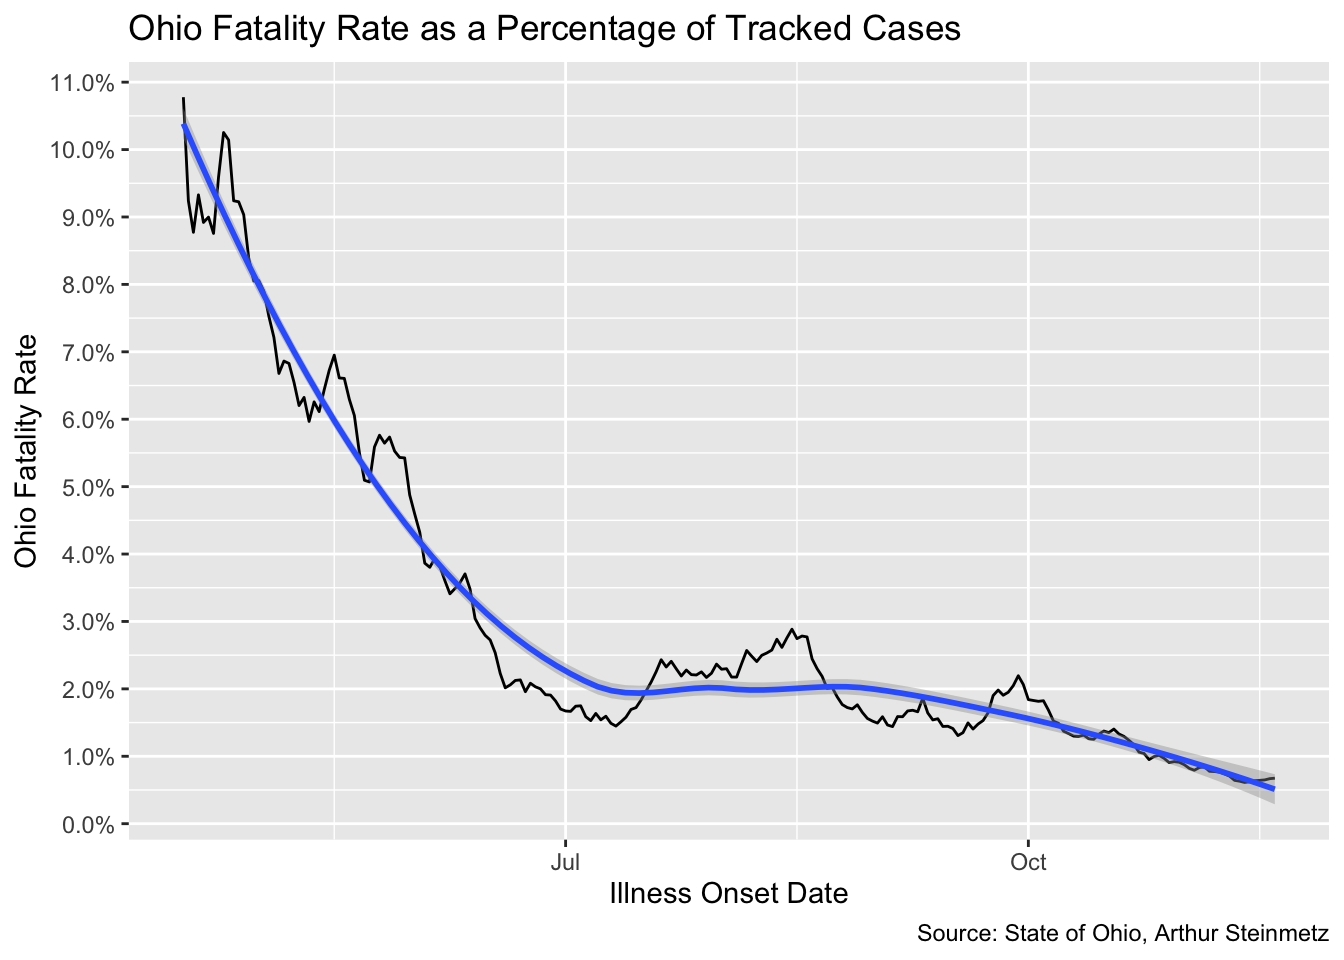 Ohio Fatality Rate as a Percentage of Tracked Cases
11.0%
10.0%
9.0%
8.0%
7.0%
6.0%
5.0%
4.0%
3.0%
2.0%
1.0%
0.0%
Ohio Fatality Rate
Jul
Oct
Illness Onset Date
Source: State of Ohio, Arthur Steinmetz